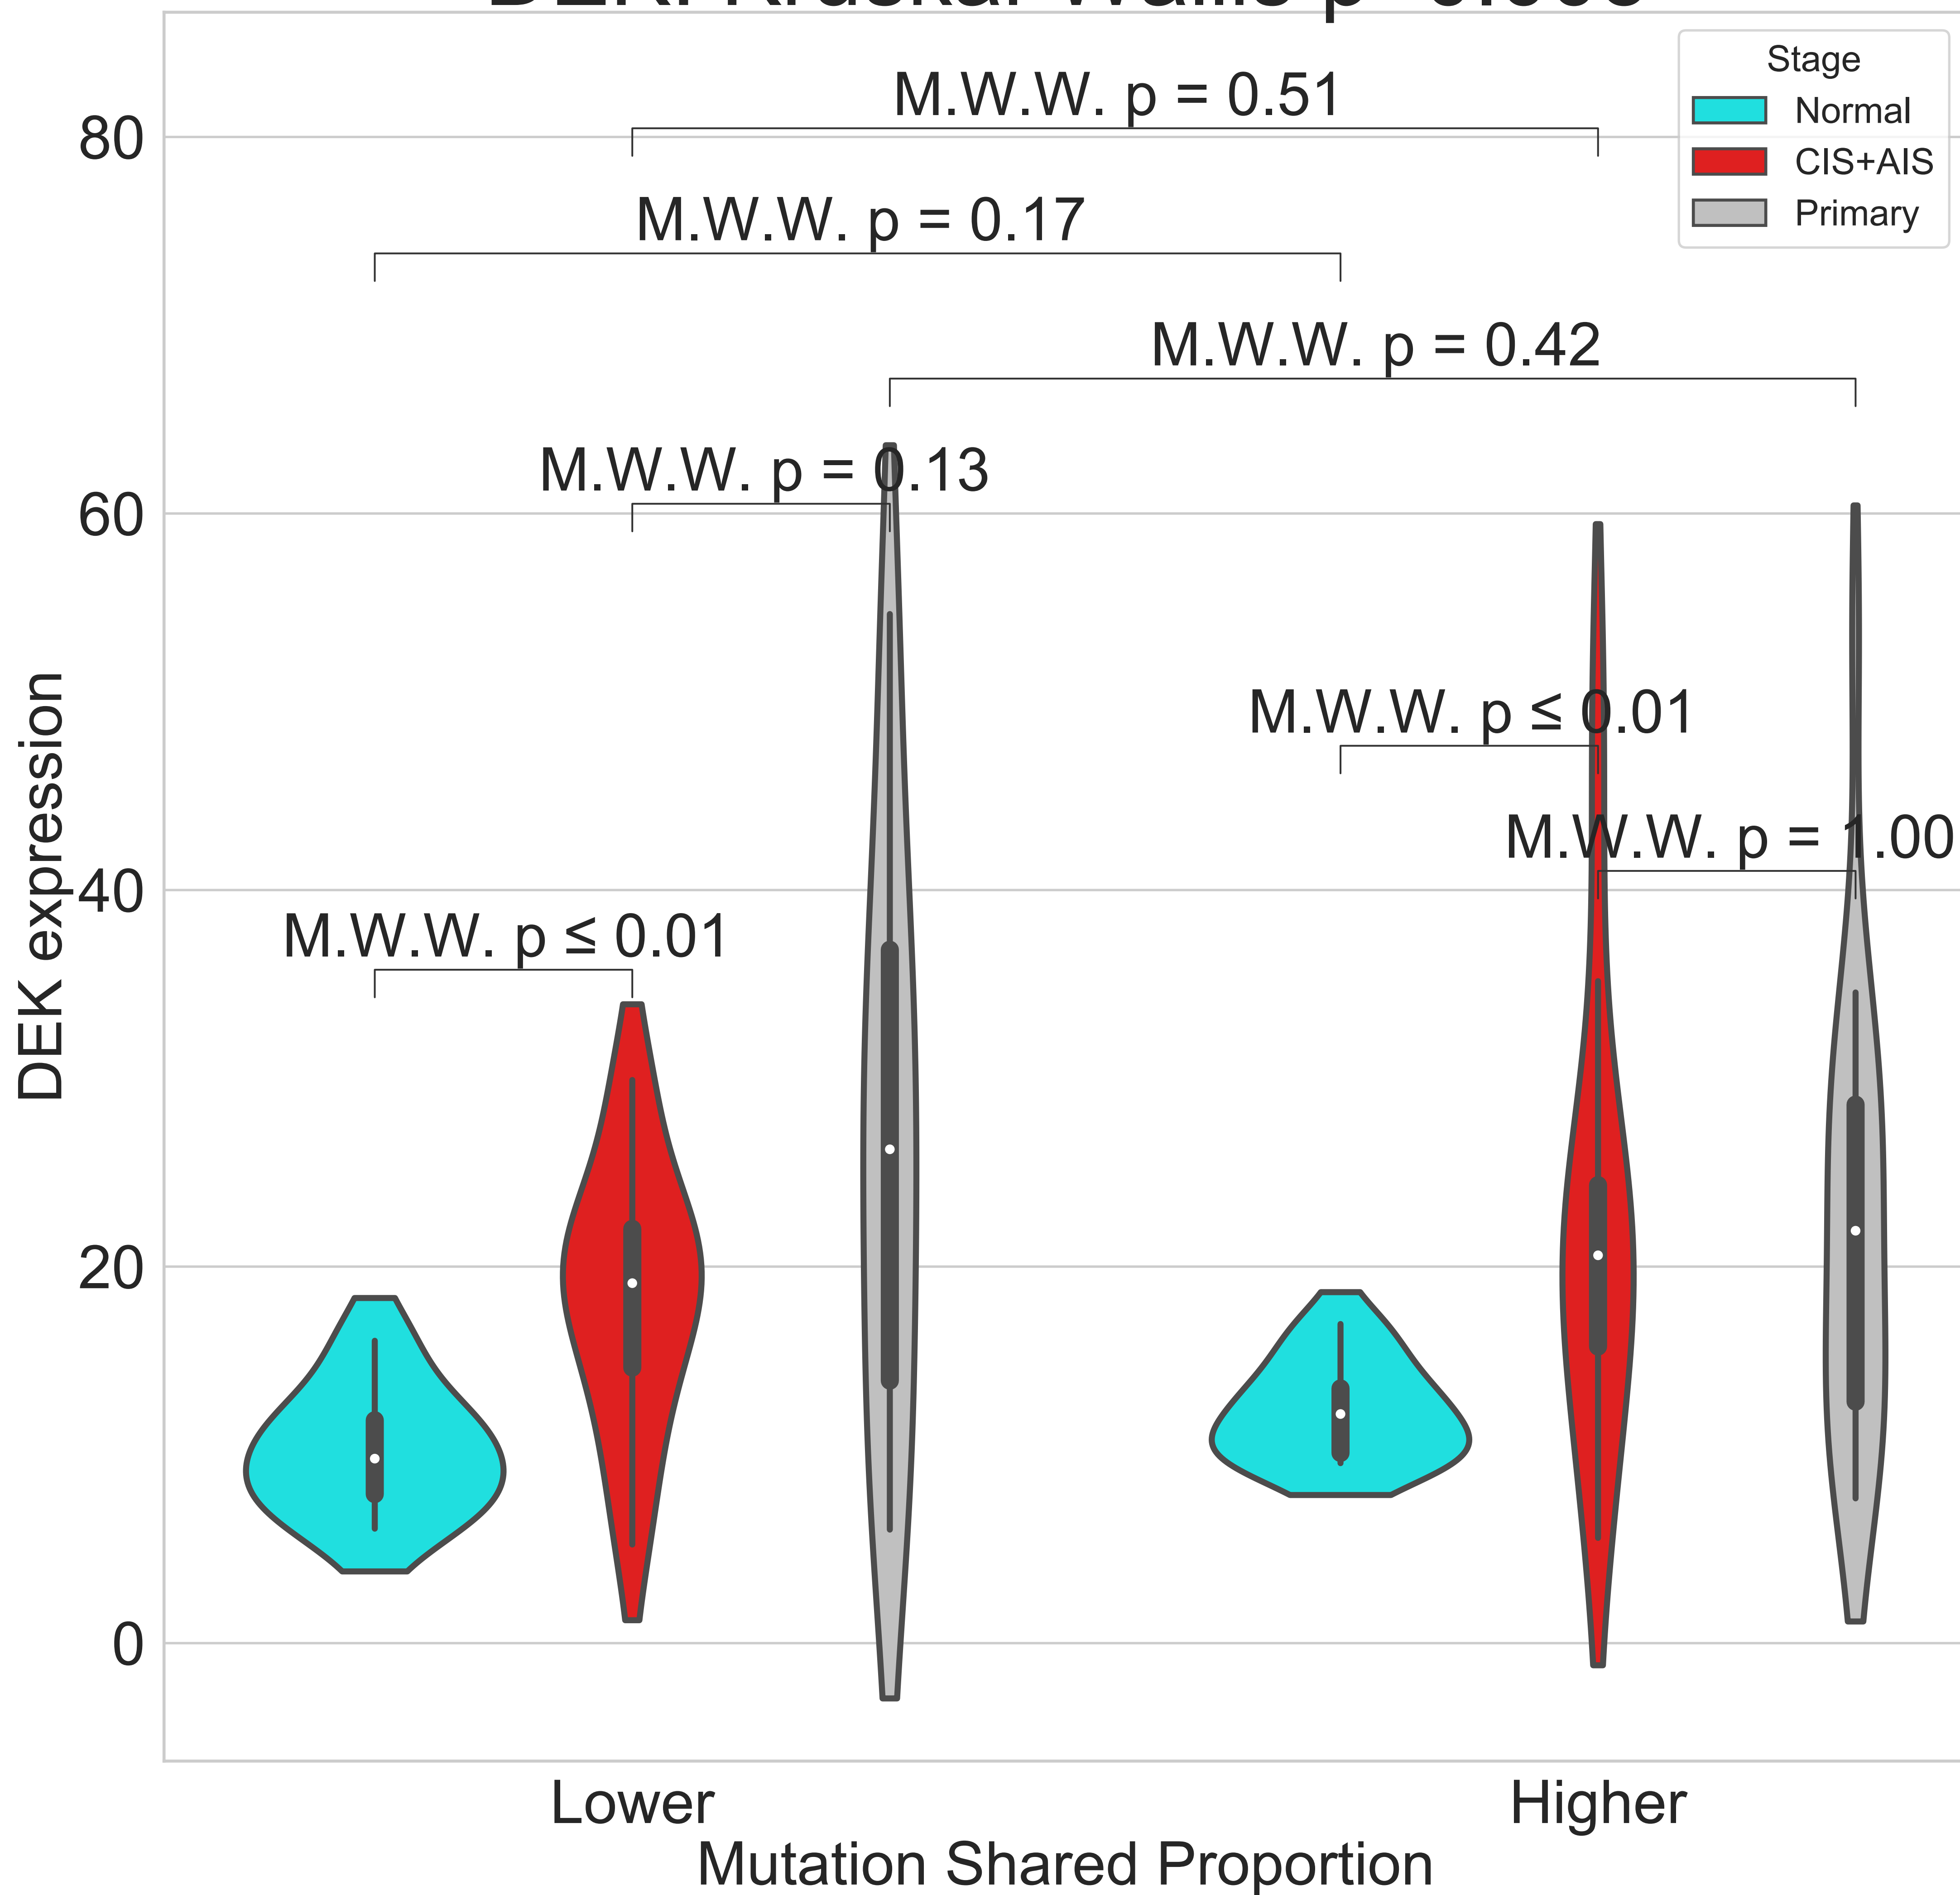 Stage
Normal
CIS+AIS
Primary
M.W.W. p = 0.51
M.W.W. p = 0.17
M.W.W. p = 0.42
M.W.W. p = 0.13
M.W.W. p ≤ 0.01
M.W.W. p = 1.00
M.W.W. p ≤ 0.01
80
60
40
20
0
DEK expression
Lower
Higher
Mutation Shared Proportion